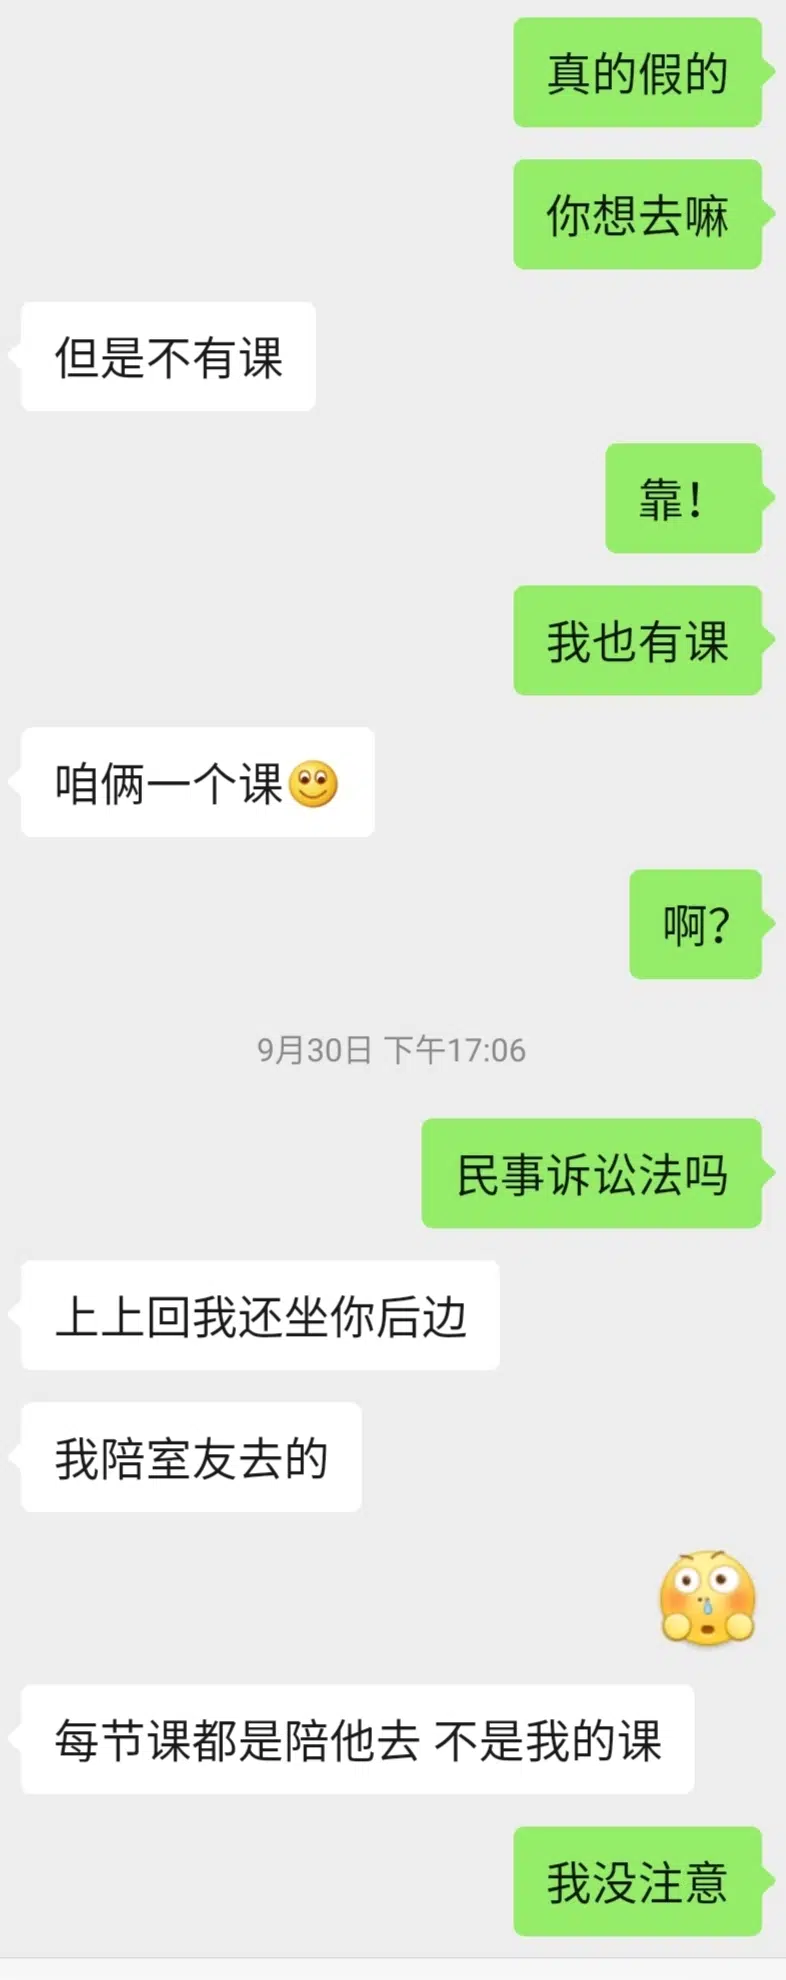 真的假的
你想去嘛
但是不有课
靠！
我也有课
咱俩一个课
啊？
9月30日 下午17:06
民事诉讼法吗
上上回我还坐你后边
我陪室友去的
每节课都是陪他去 不是我的课
我没注意